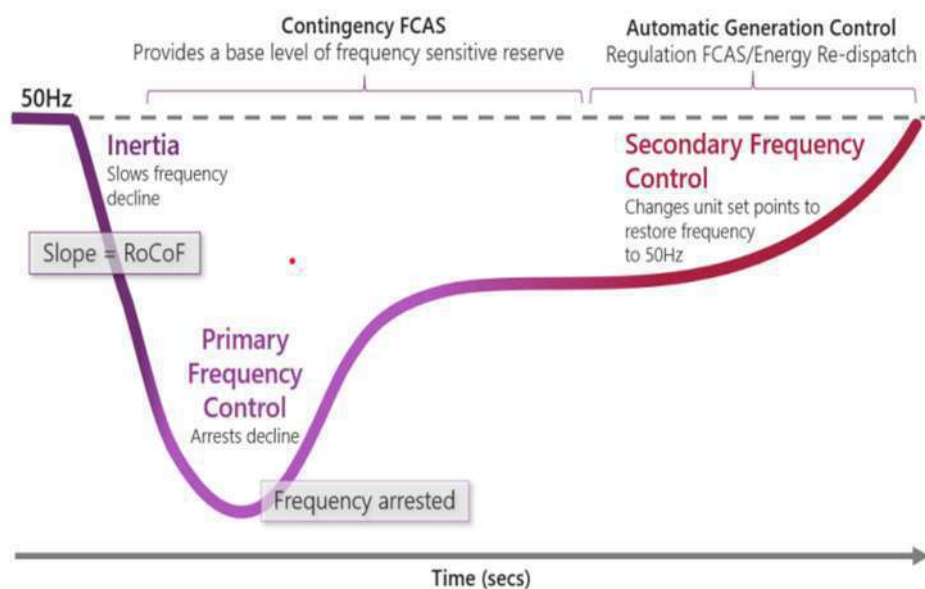 Contingency FCAS
Provides a base level of frequency sensitive reserve
Automatic Generation Control
Regulation FCAS/Energy Re-dispatch
50Hz
Inertia
Slows frequency
decline
Slope = RoCoF
Primary
Frequency
Control
Arrests decline
Frequency arrested
Secondary Frequency
Control
Changes unit set points to
restore frequency
to 50Hz
Time (secs)